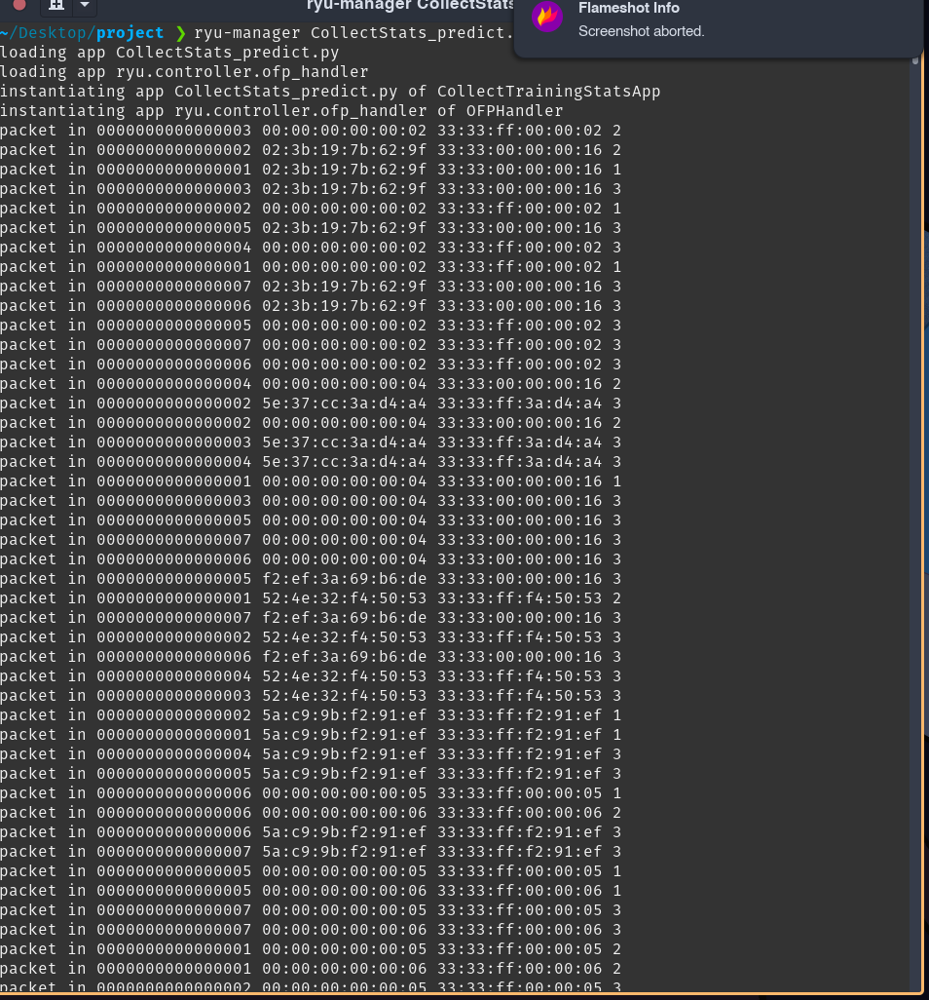 ryu-manager CollectStats
Flameshot Info
Screenshot aborted.
~/Desktop/project ❯ ryu-manager CollectStats_predict.
loading app CollectStats_predict.py
loading app ryu.controller.ofp_handler
instantiating app CollectStats_predict.py of CollectTrainingStatsApp
instantiating app ryu.controller.ofp_handler of OFPHandler
packet in 0000000000000003 00:00:00:00:00:02 33:33:ff:00:00:02 2
packet in 0000000000000002 02:3b:19:7b:62:9f 33:33:00:00:00:16 2
packet in 0000000000000001 02:3b:19:7b:62:9f 33:33:00:00:00:16 1
packet in 0000000000000003 02:3b:19:7b:62:9f 33:33:00:00:00:16 3
packet in 0000000000000002 00:00:00:00:00:02 33:33:ff:00:00:02 1
packet in 0000000000000005 02:3b:19:7b:62:9f 33:33:00:00:00:16 3
packet in 0000000000000004 00:00:00:00:00:02 33:33:ff:00:00:02 3
packet in 0000000000000001 00:00:00:00:00:02 33:33:ff:00:00:02 1
packet in 0000000000000007 02:3b:19:7b:62:9f 33:33:00:00:00:16 3
packet in 0000000000000006 02:3b:19:7b:62:9f 33:33:00:00:00:16 3
packet in 0000000000000005 00:00:00:00:00:02 33:33:ff:00:00:02 3
packet in 0000000000000007 00:00:00:00:00:02 33:33:ff:00:00:02 3
packet in 0000000000000006 00:00:00:00:00:02 33:33:ff:00:00:02 3
packet in 0000000000000004 00:00:00:00:00:04 33:33:00:00:00:16 2
packet in 0000000000000002 5e:37:cc:3a:d4:a4 33:33:ff:3a:d4:a4 3
packet in 0000000000000002 00:00:00:00:00:04 33:33:00:00:00:16 2
packet in 0000000000000003 5e:37:cc:3a:d4:a4 33:33:ff:3a:d4:a4 3
packet in 0000000000000004 5e:37:cc:3a:d4:a4 33:33:ff:3a:d4:a4 3
packet in 0000000000000001 00:00:00:00:00:04 33:33:00:00:00:16 1
packet in 0000000000000003 00:00:00:00:00:04 33:33:00:00:00:16 3
packet in 0000000000000005 00:00:00:00:00:04 33:33:00:00:00:16 3
packet in 0000000000000007 00:00:00:00:00:04 33:33:00:00:00:16 3
packet in 0000000000000006 00:00:00:00:00:04 33:33:00:00:00:16 3
packet in 0000000000000005 f2:ef:3a:69:b6:de 33:33:00:00:00:16 3
packet in 0000000000000001 52:4e:32:f4:50:53 33:33:ff:f4:50:53 2
packet in 0000000000000007 f2:ef:3a:69:b6:de 33:33:00:00:00:16 3
packet in 0000000000000002 52:4e:32:f4:50:53 33:33:ff:f4:50:53 3
packet in 0000000000000006 f2:ef:3a:69:b6:de 33:33:00:00:00:16 3
packet in 0000000000000004 52:4e:32:f4:50:53 33:33:ff:f4:50:53 3
packet in 0000000000000003 52:4e:32:f4:50:53 33:33:ff:f4:50:53 3
packet in 0000000000000002 5a:c9:9b:f2:91:ef 33:33:ff:f2:91:ef 1
packet in 0000000000000001 5a:c9:9b:f2:91:ef 33:33:ff:f2:91:ef 1
packet in 0000000000000004 5a:c9:9b:f2:91:ef 33:33:ff:f2:91:ef 3
packet in 0000000000000005 5a:c9:9b:f2:91:ef 33:33:ff:f2:91:ef 3
packet in 0000000000000006 00:00:00:00:00:05 33:33:ff:00:00:05 1
packet in 0000000000000006 00:00:00:00:00:06 33:33:ff:00:00:06 2
packet in 0000000000000006 5a:c9:9b:f2:91:ef 33:33:ff:f2:91:ef 3
packet in 0000000000000007 5a:c9:9b:f2:91:ef 33:33:ff:f2:91:ef 3
packet in 0000000000000005 00:00:00:00:00:05 33:33:ff:00:00:05 1
packet in 0000000000000005 00:00:00:00:00:06 33:33:ff:00:00:06 1
packet in 0000000000000007 00:00:00:00:00:05 33:33:ff:00:00:05 3
packet in 0000000000000007 00:00:00:00:00:06 33:33:ff:00:00:06 3
packet in 0000000000000001 00:00:00:00:00:05 33:33:ff:00:00:05 2
packet in 0000000000000001 00:00:00:00:00:06 33:33:ff:00:00:06 2
packet in 0000000000000002 00:00:00:00:00:05 33:33:ff:00:00:05 3